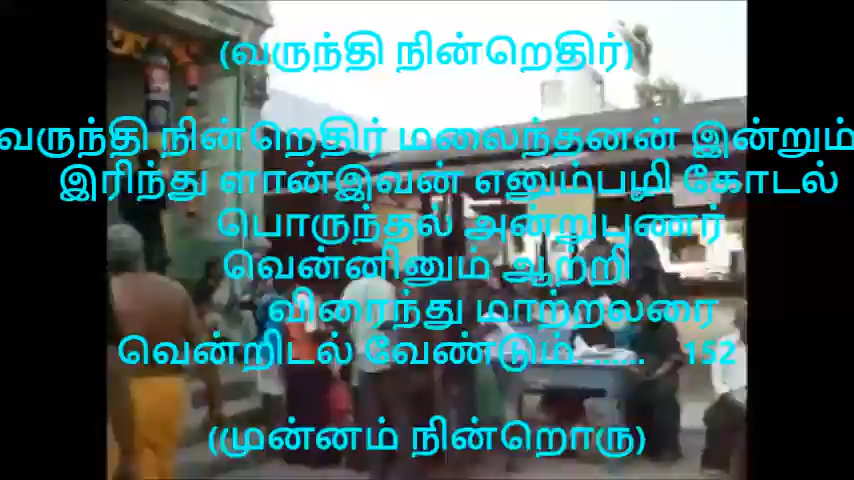 (வருந்தி நின்றெதிர்)
வருந்தி நின்றெதிர் மலைந்தனன் இன்றும்
இரிந்து ளான்இவன் எனும்பழி கோடல்
பொருந்தல் அன்றுபுணர்
வென்னினும் ஆற்றி
விரைந்து மாற்றலரை
வென்றிடல் வேண்டும். ..... 152
(முன்னம் நின்றொரு)